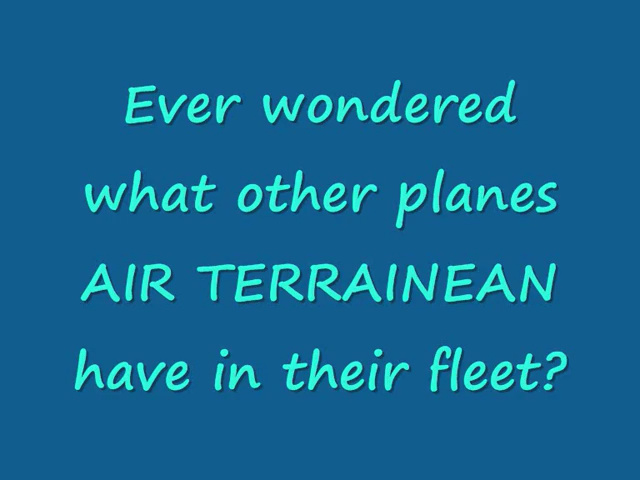 Ever wondered
what other planes
AIR TERRAINEAN
have in their fleet?